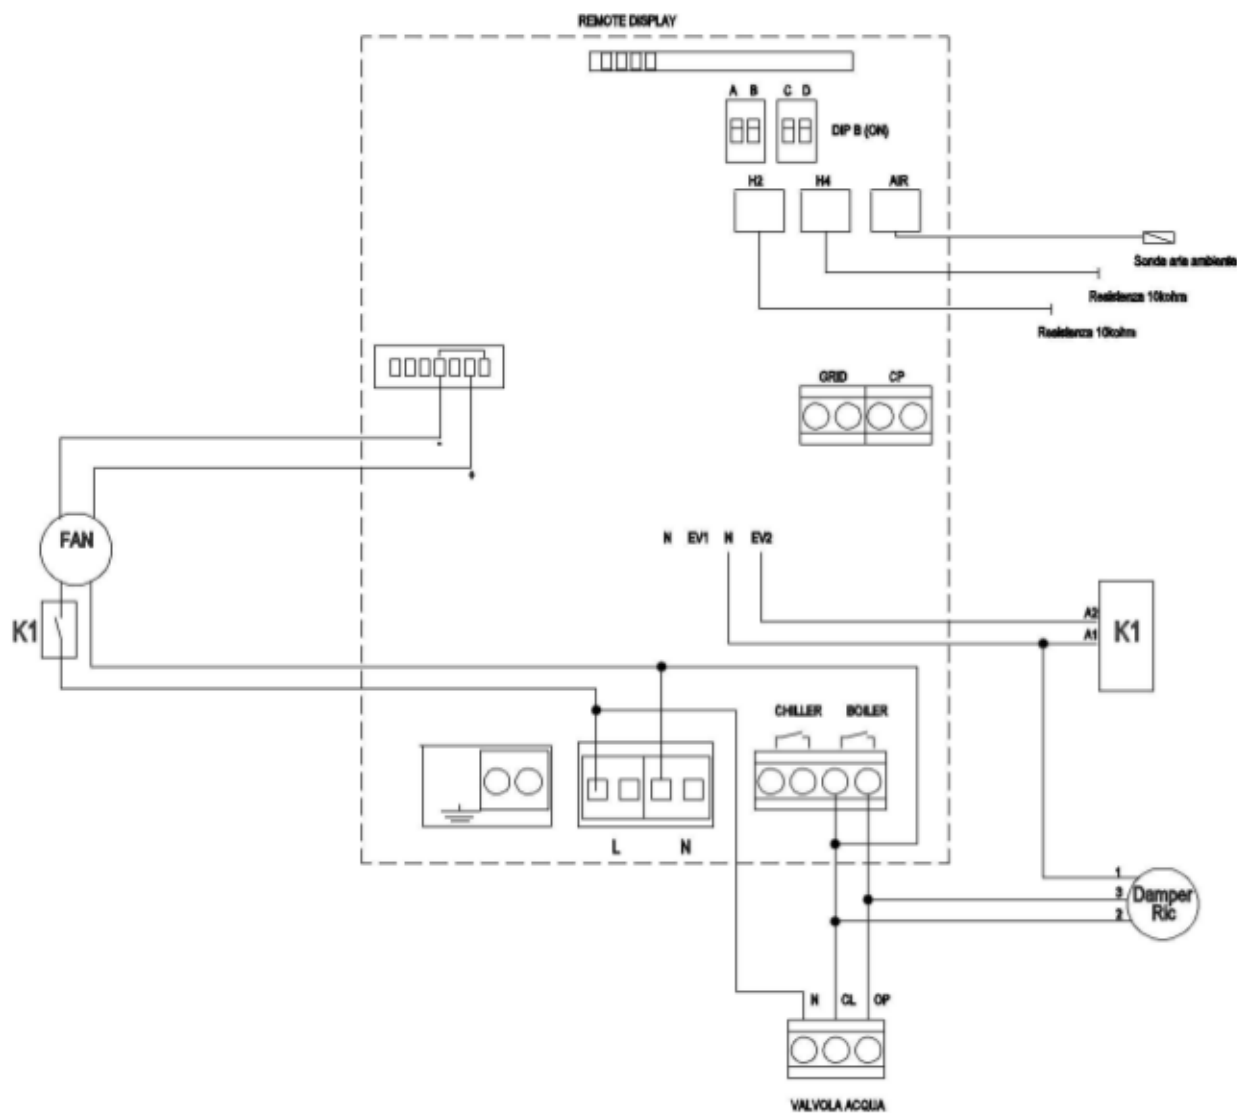 REMOTE DISPLAY
A B C D
DIP B (ON)
H2 H4 AIR
Sonda aria ambiente
Resistenza 10kohm
Resistenza 10kohm
GRID CP
-
+
FAN
N EV1 N EV2
K1
A2
A1
K1
CHILLER BOILER
L N
1
3
2
Damper
Ric
N CL OP
VALVOLA ACQUA